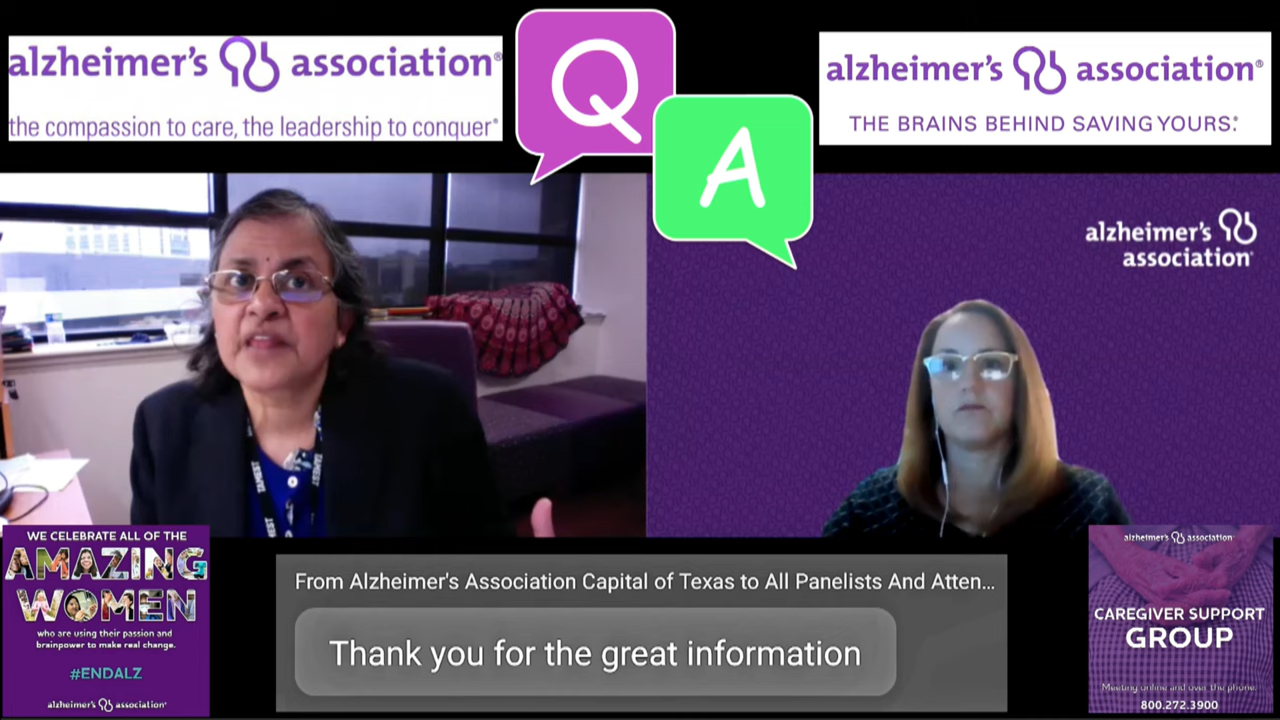 alzheimer's association®
the compassion to care, the leadership to conquer®
Q
A
alzheimer's association®
THE BRAINS BEHIND SAVING YOURS.®
alzheimer's
association®
TAMEST
WE CELEBRATE ALL OF THE
AMAZING
WOMEN
who are using their passion and
brainpower to make real change.
#ENDALZ
alzheimer's association®
From Alzheimer's Association Capital of Texas to All Panelists And Atten...
Thank you for the great information
alzheimer's association®
CAREGIVER SUPPORT
GROUP
Meeting online and over the phone.
800.272.3900